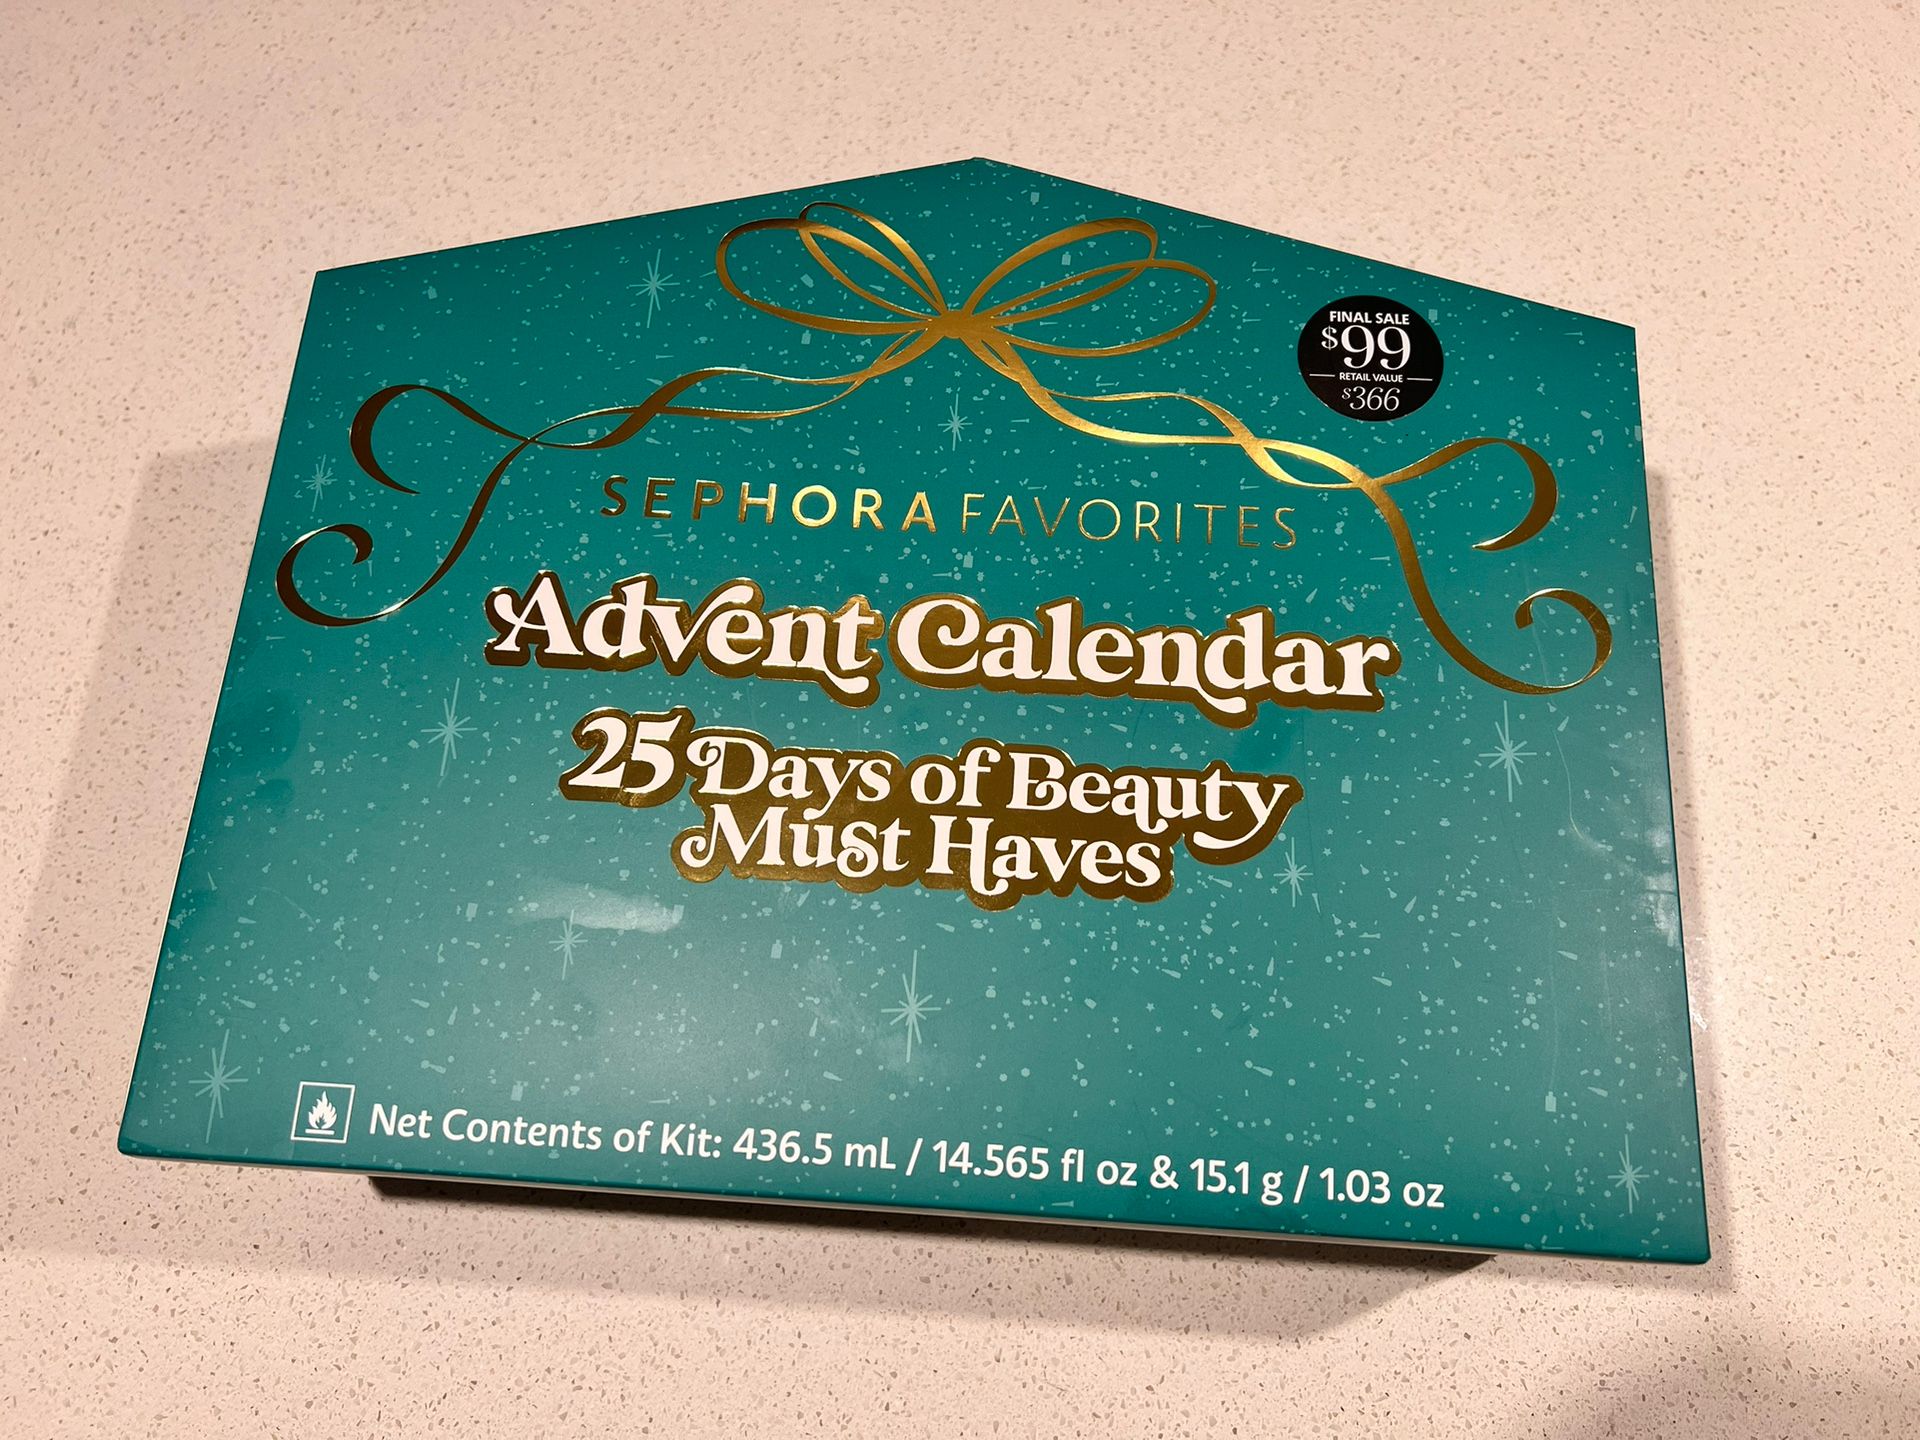 FINAL SALE
$99
RETAIL VALUE
$366
SEPHORA FAVORITES
Advent Calendar
25 Days of Beauty
Must Haves
Net Contents of Kit: 436.5 mL / 14.565 fl oz & 15.1 g / 1.03 oz